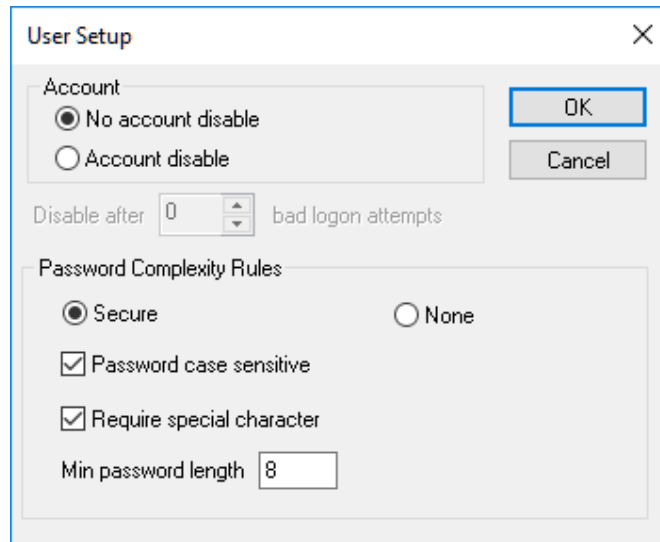 User Setup
Account
No account disable
OK
Account disable
Cancel
Disable after 0 bad logon attempts
Password Complexity Rules
Secure None
Password case sensitive
Require special character
Min password length 8